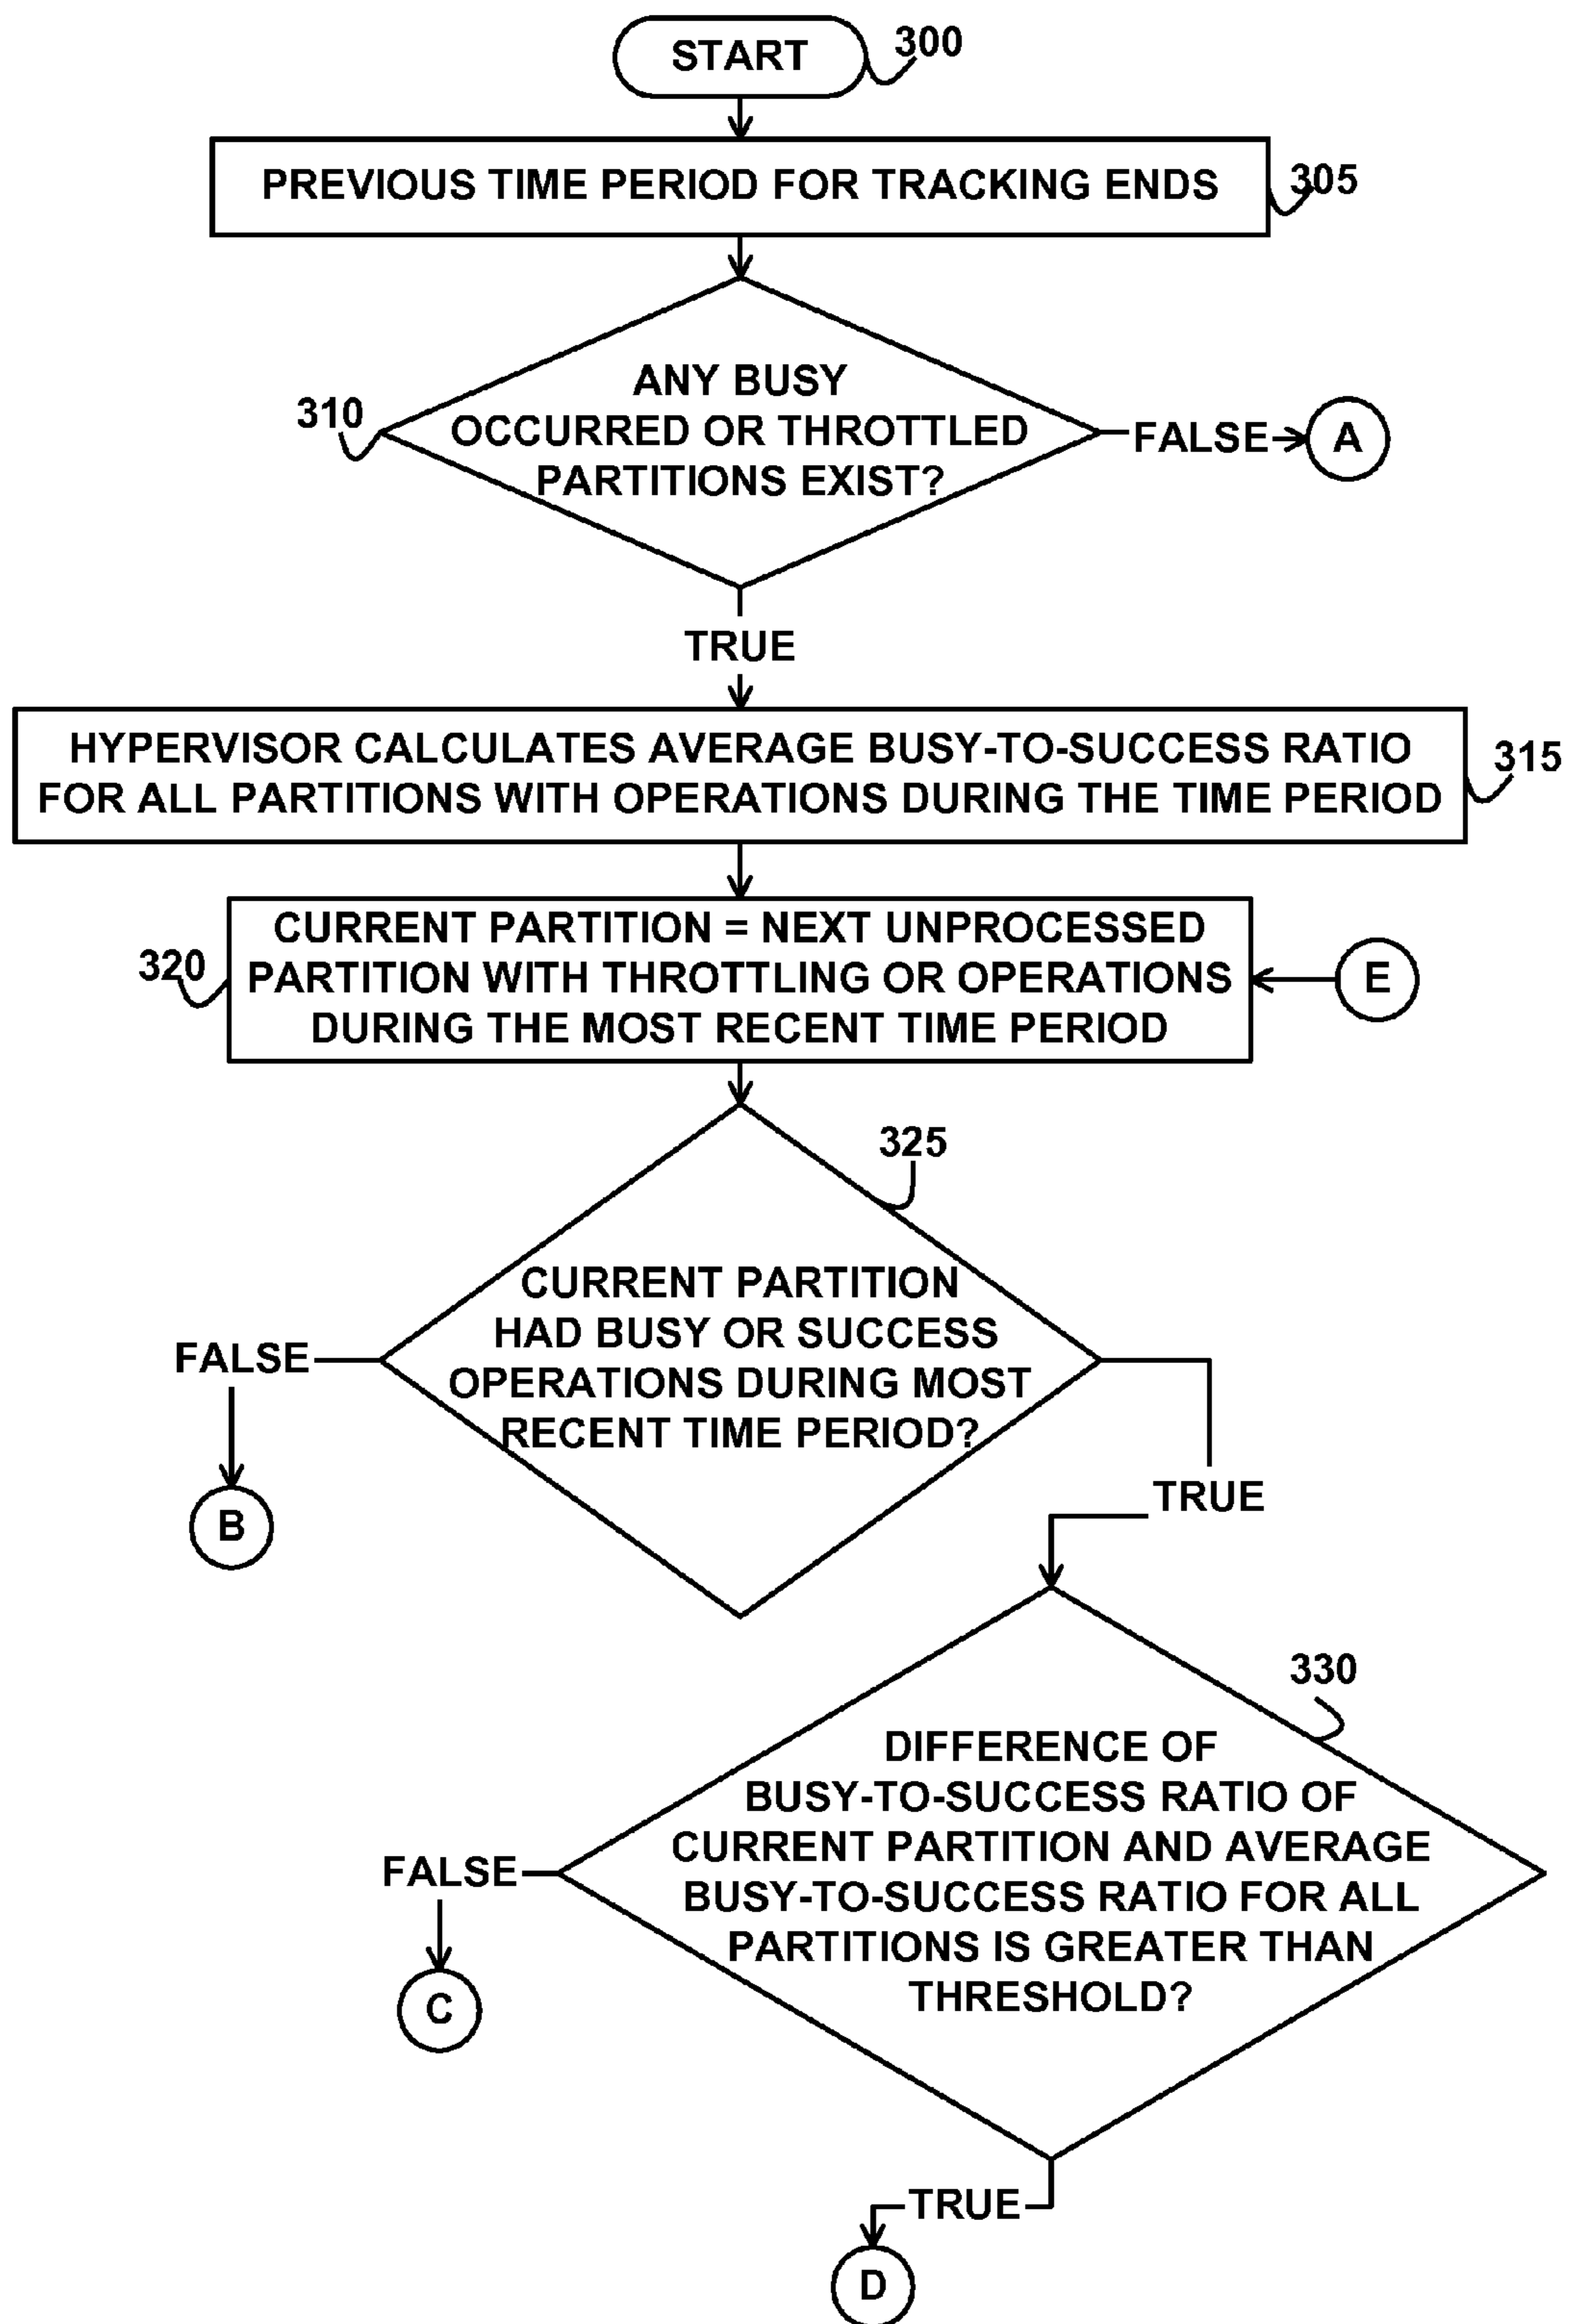 START
300
PREVIOUS TIME PERIOD FOR TRACKING ENDS
305
ANY BUSY
OCCURRED OR THROTTLED
PARTITIONS EXIST?
310
FALSE
A
TRUE
HYPERVISOR CALCULATES AVERAGE BUSY-TO-SUCCESS RATIO
FOR ALL PARTITIONS WITH OPERATIONS DURING THE TIME PERIOD
315
CURRENT PARTITION = NEXT UNPROCESSED
PARTITION WITH THROTTLING OR OPERATIONS
DURING THE MOST RECENT TIME PERIOD
320
E
325
CURRENT PARTITION
HAD BUSY OR SUCCESS
OPERATIONS DURING MOST
RECENT TIME PERIOD?
FALSE
B
TRUE
330
DIFFERENCE OF
BUSY-TO-SUCCESS RATIO OF
CURRENT PARTITION AND AVERAGE
BUSY-TO-SUCCESS RATIO FOR ALL
PARTITIONS IS GREATER THAN
THRESHOLD?
FALSE
C
TRUE
D